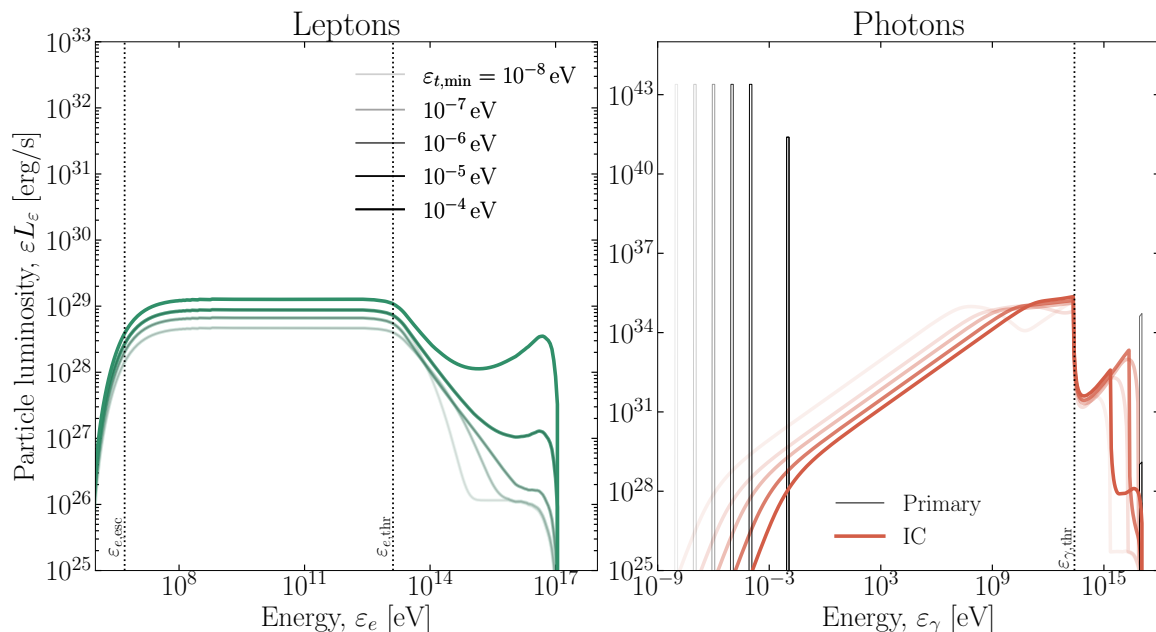 Leptons
Particle luminosity, εL_ε [erg/s]
10^33
10^32
10^31
10^30
10^29
10^28
10^27
10^26
10^25
ε_{t,min} = 10^−8 eV
10^−7 eV
10^−6 eV
10^−5 eV
10^−4 eV
ε_{e,esc}
ε_{e,thr}
10^8
10^11
10^14
10^17
Energy, ε_e [eV]
Photons
10^43
10^40
10^37
10^34
10^31
10^28
10^25
Primary
IC
ε_{γ,thr}
10^−9
10^−3
10^3
10^9
10^15
Energy, ε_γ [eV]